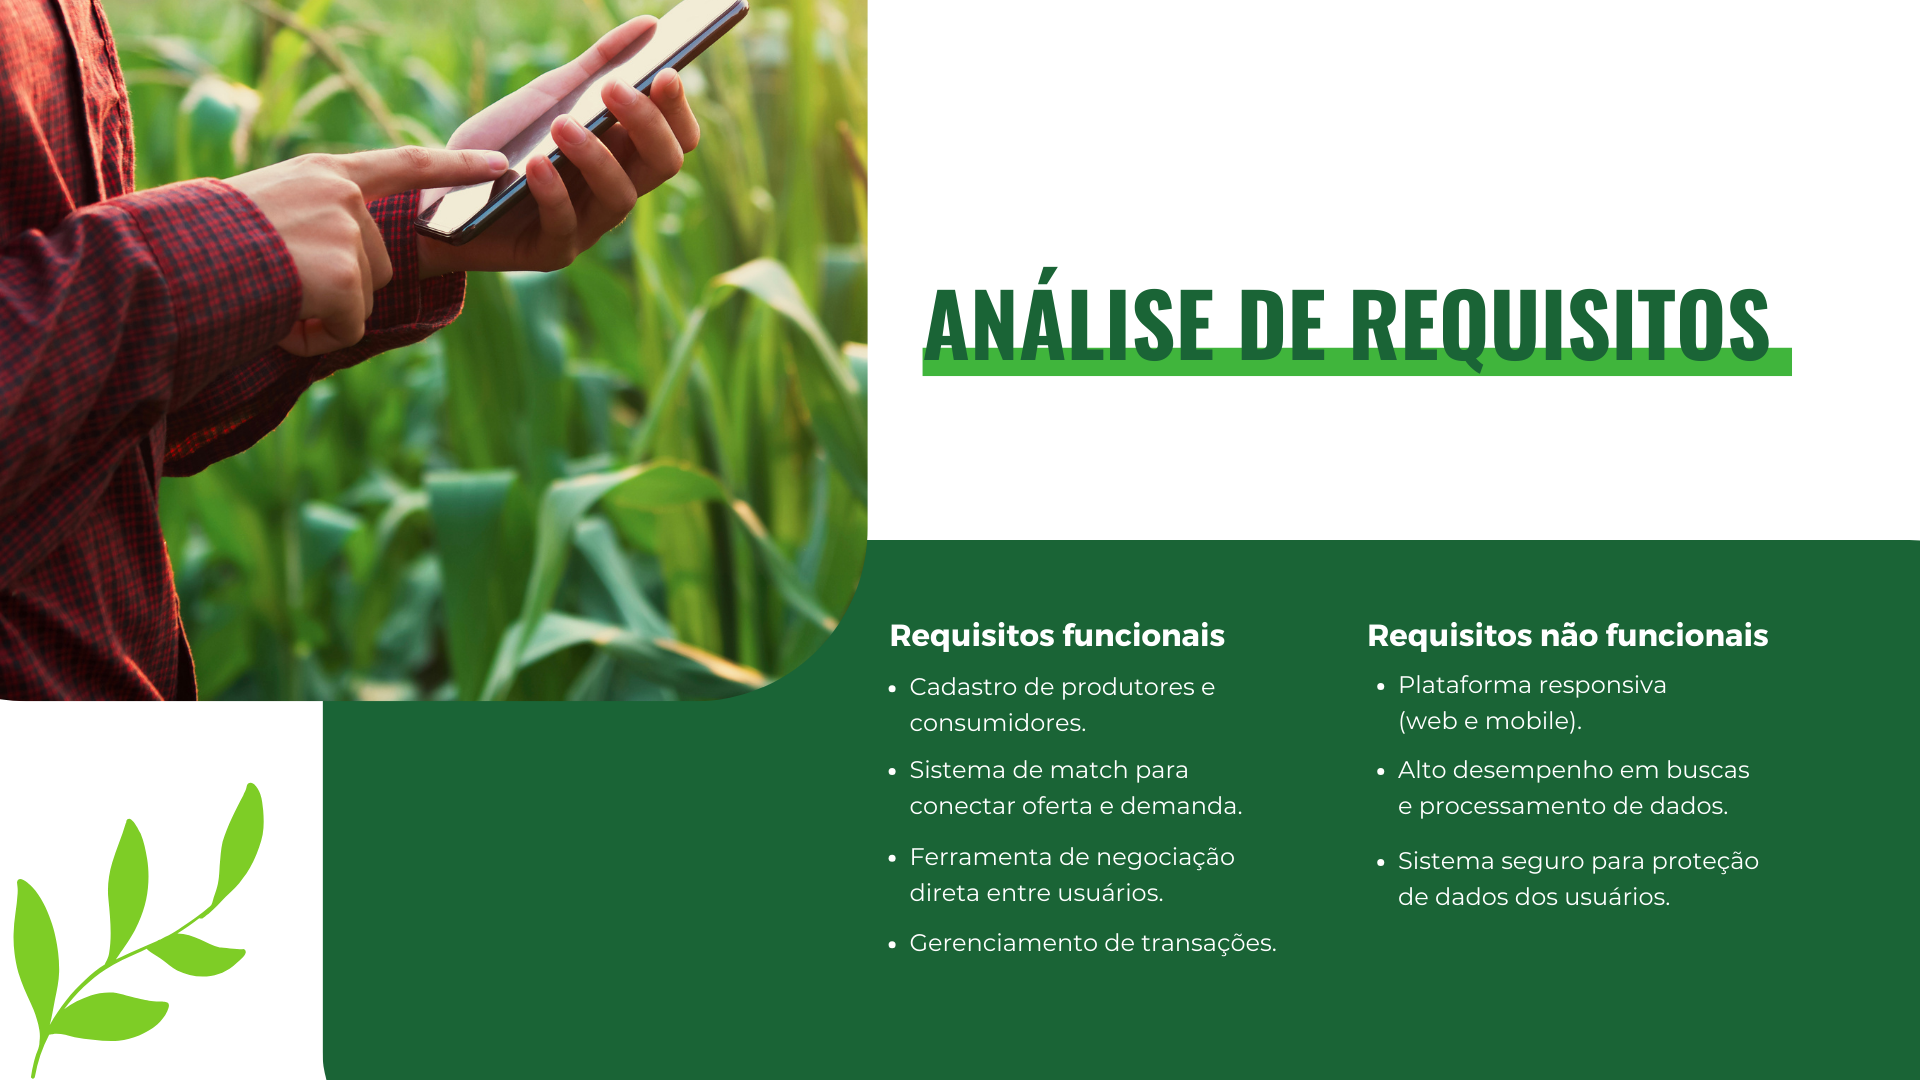 ANÁLISE DE REQUISITOS
Requisitos funcionais
• Cadastro de produtores e
consumidores.
• Sistema de match para
conectar oferta e demanda.
• Ferramenta de negociação
direta entre usuários.
• Gerenciamento de transações.
Requisitos não funcionais
• Plataforma responsiva
(web e mobile).
• Alto desempenho em buscas
e processamento de dados.
• Sistema seguro para proteção
de dados dos usuários.